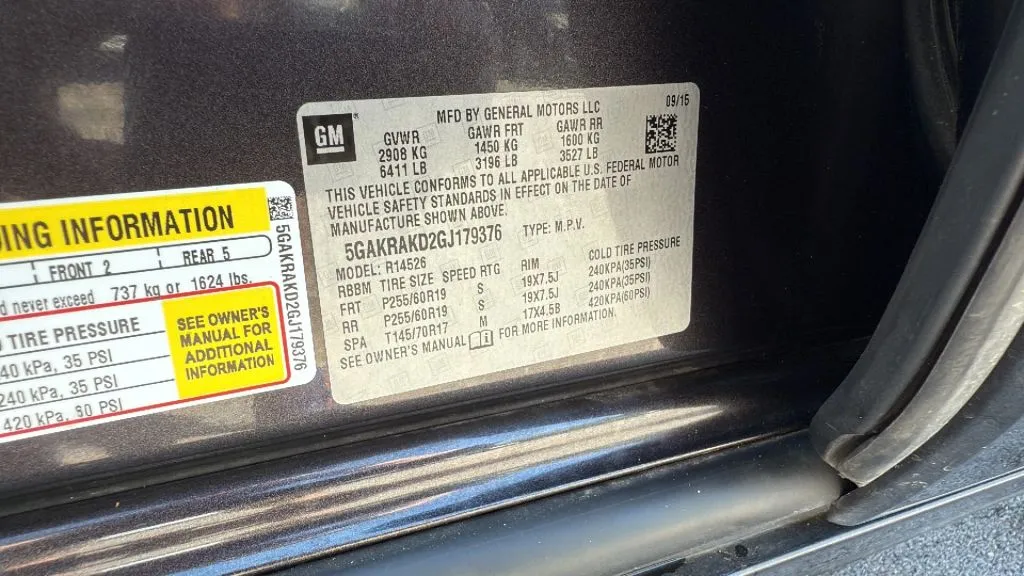 GM
MFD BY GENERAL MOTORS LLC 09/15
GVWR GAWR FRT GAWR RR
2908 KG 1450 KG 1600 KG
6411 LB 3196 LB 3527 LB
THIS VEHICLE CONFORMS TO ALL APPLICABLE U.S. FEDERAL MOTOR
VEHICLE SAFETY STANDARDS IN EFFECT ON THE DATE OF
MANUFACTURE SHOWN ABOVE.
5GAKRAKD2GJ179376 TYPE: M.P.V.
MODEL: R14526
RBBM TIRE SIZE SPEED RTG RIM COLD TIRE PRESSURE
FRT P255/60R19 S 19X7.5J 240KPA(35PSI)
RR P255/60R19 S 19X7.5J 240KPA(35PSI)
SPA T145/70R17 M 17X4.5B 420KPA(60PSI)
SEE OWNER'S MANUAL FOR MORE INFORMATION.
DING INFORMATION
FRONT 2 REAR 5
d never exceed 737 kg or 1624 lbs.
D TIRE PRESSURE
40 kPa, 35 PSI
240 kPa, 35 PSI
420 kPa, 60 PSI
SEE OWNER'S
MANUAL FOR
ADDITIONAL
INFORMATION
5GAKRAKD2GJ179376